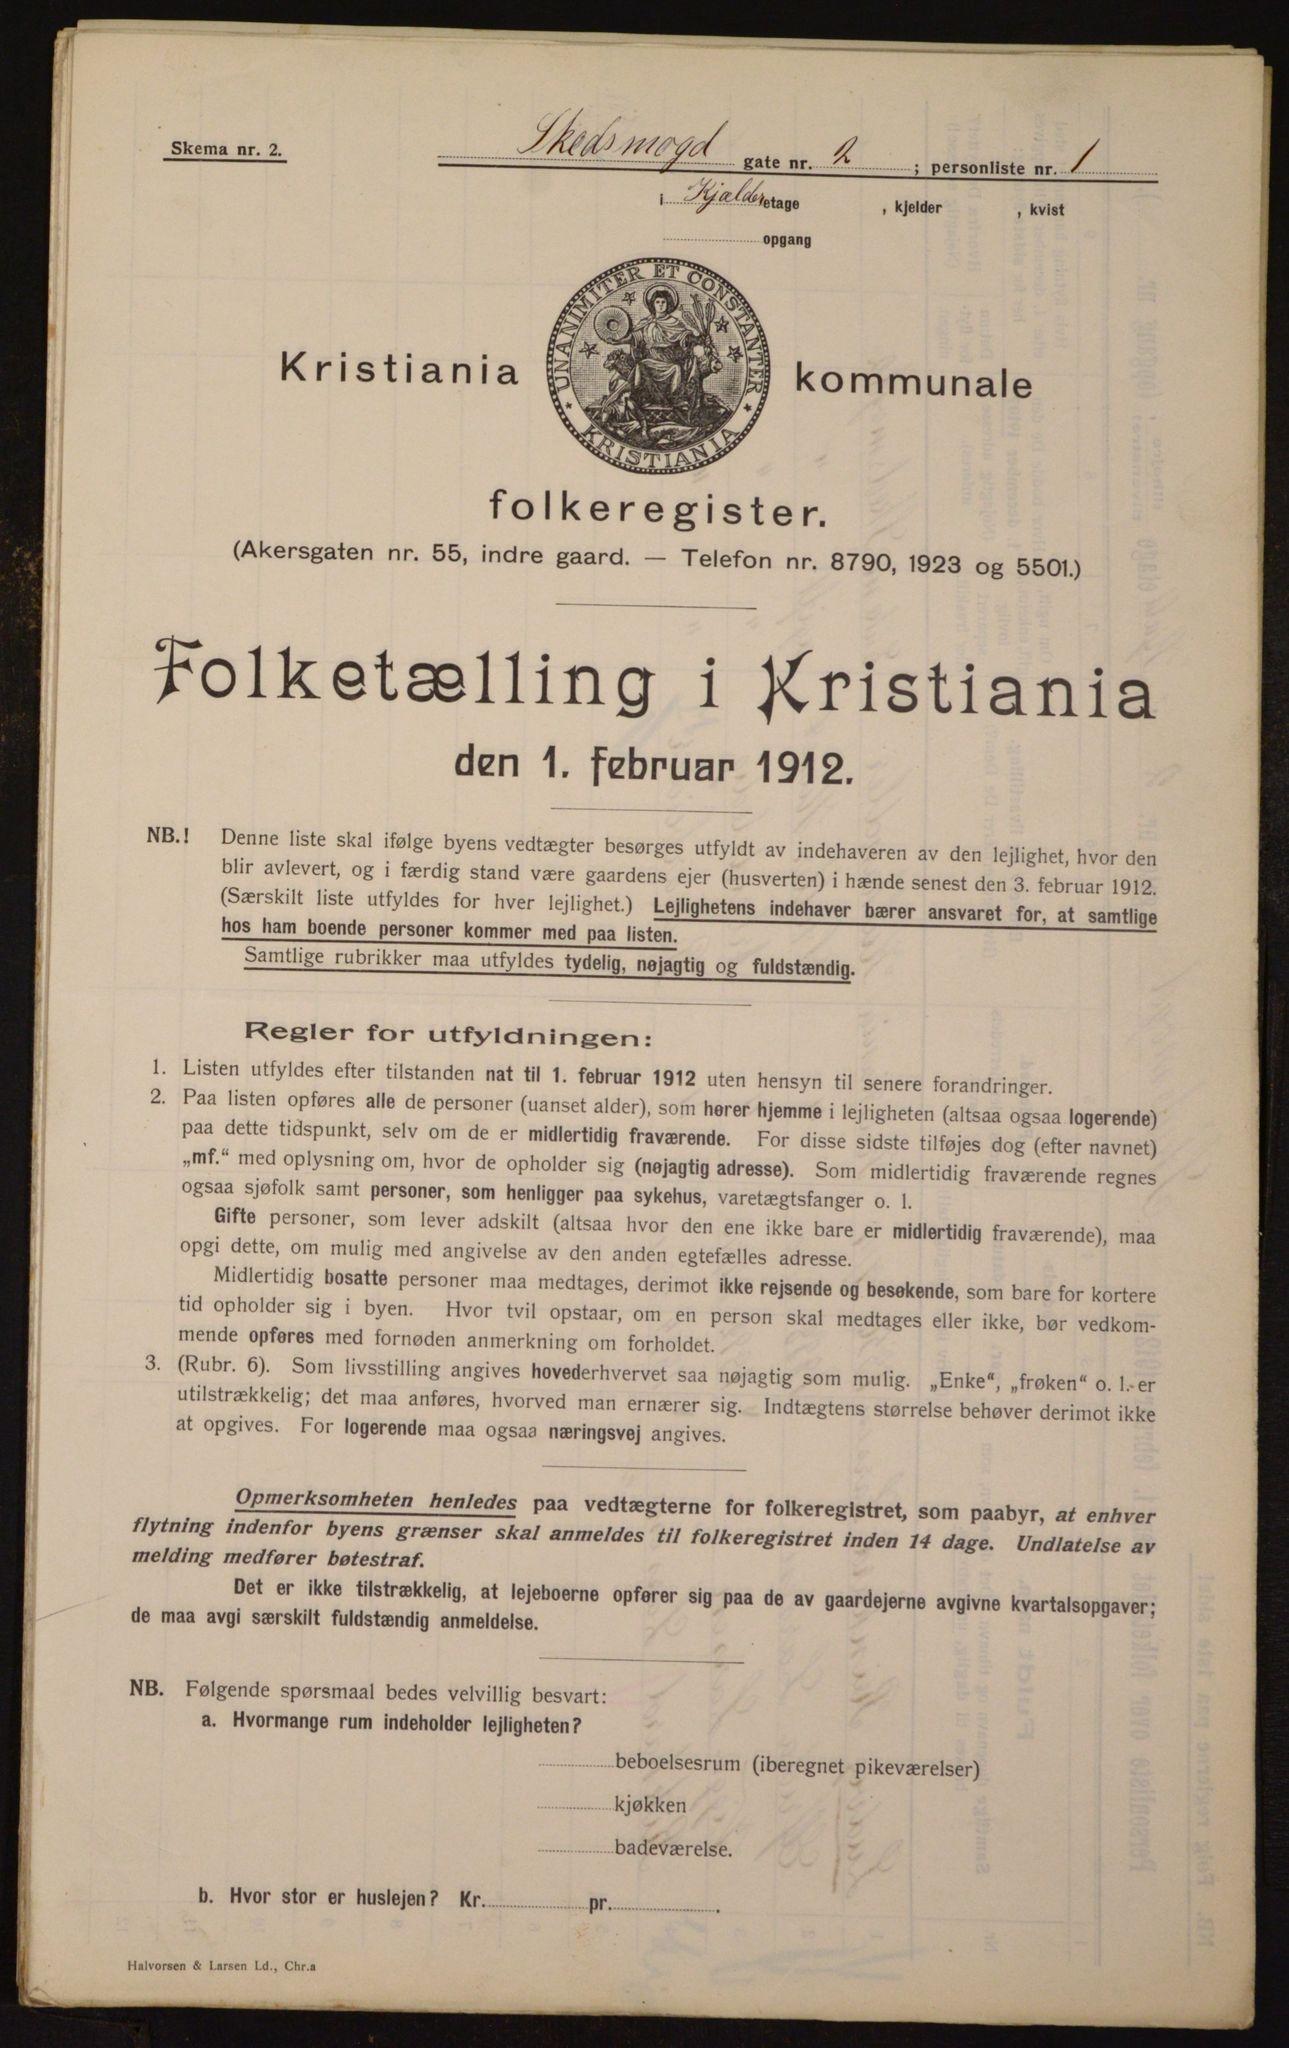 Skema nr. 2.
Skedsmogd gate nr. 2 ; personliste nr. 1
i Kjælder etage , kjelder , kvist
opgang
UNANIMITER ET CONSTANTER
KRISTIANIA
Kristiania kommunale
folkeregister.
(Akersgaten nr. 55, indre gaard. — Telefon nr. 8790, 1923 og 5501.)
Folketælling i Kristiania
den 1. februar 1912.
NB.! Denne liste skal ifølge byens vedtægter besørges utfyldt av indehaveren av den lejlighet, hvor den
blir avlevert, og i færdig stand være gaardens ejer (husverten) i hænde senest den 3. februar 1912.
(Særskilt liste utfyldes for hver lejlighet.) Lejlighetens indehaver bærer ansvaret for, at samtlige
hos ham boende personer kommer med paa listen.
Samtlige rubrikker maa utfyldes tydelig, nøjagtig og fuldstændig.
Regler for utfyldningen:
1. Listen utfyldes efter tilstanden nat til 1. februar 1912 uten hensyn til senere forandringer.
2. Paa listen opføres alle de personer (uanset alder), som hører hjemme i lejligheten (altsaa ogsaa logerende)
paa dette tidspunkt, selv om de er midlertidig fraværende. For disse sidste tilføjes dog (efter navnet)
„mf.“ med oplysning om, hvor de opholder sig (nøjagtig adresse). Som midlertidig fraværende regnes
ogsaa sjøfolk samt personer, som henligger paa sykehus, varetægtsfanger o. l.
Gifte personer, som lever adskilt (altsaa hvor den ene ikke bare er midlertidig fraværende), maa
opgi dette, om mulig med angivelse av den anden egtefælles adresse.
Midlertidig bosatte personer maa medtages, derimot ikke rejsende og besøkende, som bare for kortere
tid opholder sig i byen. Hvor tvil opstaar, om en person skal medtages eller ikke, bør vedkom-
mende opføres med fornøden anmerkning om forholdet.
3. (Rubr. 6). Som livsstilling angives hovederhvervet saa nøjagtig som mulig. „Enke“, „frøken“ o. l. er
utilstrækkelig; det maa anføres, hvorved man ernærer sig. Indtægtens størrelse behøver derimot ikke
at opgives. For logerende maa ogsaa næringsvej angives.
Opmerksomheten henledes paa vedtægterne for folkeregistret, som paabyr, at enhver
flytning indenfor byens grænser skal anmeldes til folkeregistret inden 14 dage. Undlatelse av
melding medfører bøtestraf.
Det er ikke tilstrækkelig, at lejeboerne opfører sig paa de av gaardejerne avgivne kvartalsopgaver;
de maa avgi særskilt fuldstændig anmeldelse.
NB. Følgende spørsmaal bedes velvillig besvart:
a. Hvormange rum indeholder lejligheten?
beboelsesrum (iberegnet pikeværelser)
kjøkken
badeværelse.
b. Hvor stor er huslejen? Kr. pr. .
Halvorsen & Larsen Ld., Chr.a